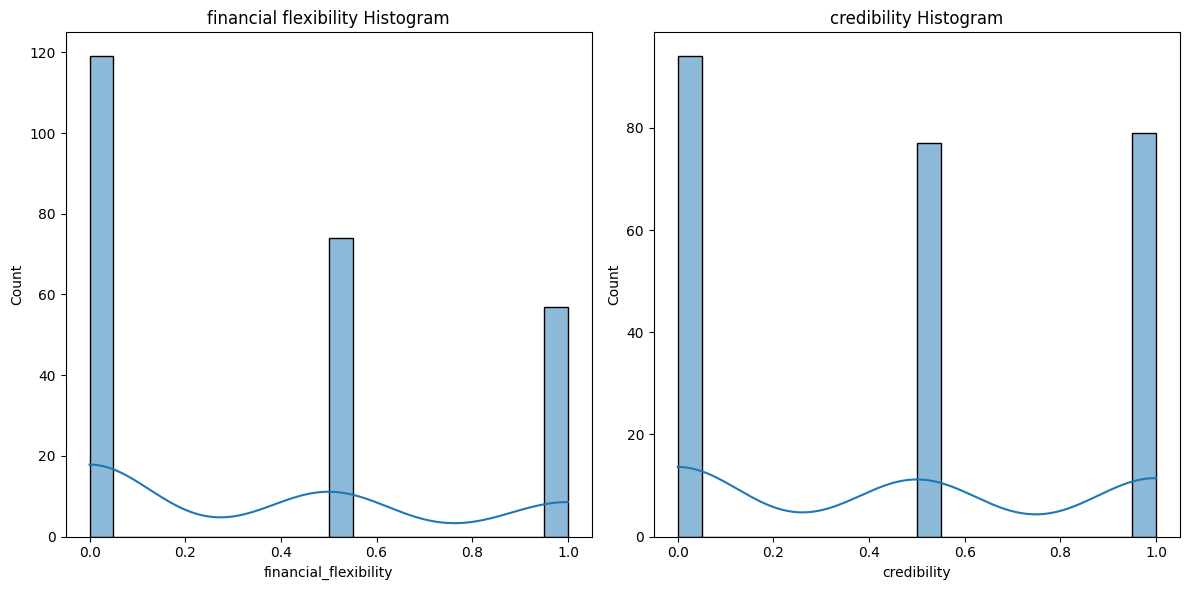 financial flexibility Histogram
120
100
80
60
40
20
0
Count
0.0 0.2 0.4 0.6 0.8 1.0
financial_flexibility
credibility Histogram
80
60
40
20
0
Count
0.0 0.2 0.4 0.6 0.8 1.0
credibility